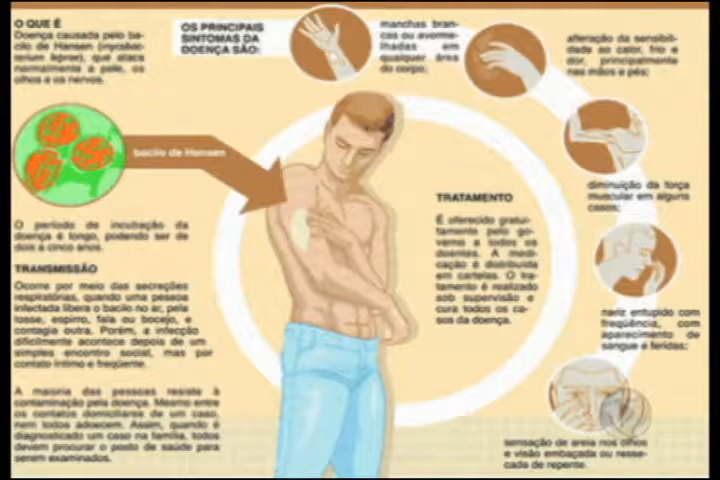 O QUE É
Doença causada pelo ba-
cilo de Hansen (mycobac-
terium leprae), que ataca
normalmente a pele, os
olhos e os nervos.
OS PRINCIPAIS
SINTOMAS DA
DOENÇA SÃO:
manchas bran-
cas ou averme-
lhadas em
qualquer área
do corpo;
alteração da sensibili-
dade ao calor, frio e
dor, principalmente
nas mãos e pés;
bacilo de Hansen
diminuição da força
muscular em alguns
casos;
nariz entupido com
freqüência, com
aparecimento de
sangue e feridas;
sensação de areia nos olhos
e visão embaçada ou resse-
cada de repente.
O período de incubação da
doença é longo, podendo ser de
dois a cinco anos.
TRANSMISSÃO
Ocorre por meio das secreções
respiratórias, quando uma pessoa
infectada libera o bacilo no ar, pela
tosse, espirro, fala ou bocejo, e
contagia outra. Porém, a infecção
dificilmente acontece depois de um
simples encontro social, mas por
contato íntimo e freqüente.
A maioria das pessoas resiste à
contaminação pela doença. Mesmo entre
os contatos domiciliares de um caso,
nem todos adoecem. Assim, quando é
diagnosticado um caso na família, todos
devem procurar o posto de saúde para
serem examinados.
TRATAMENTO
É oferecido gratui-
tamente pelo go-
verno a todos os
doentes. A medi-
cação é distribuída
em cartelas. O tra-
tamento é realizado
sob supervisão e
cura todos os ca-
sos da doença.